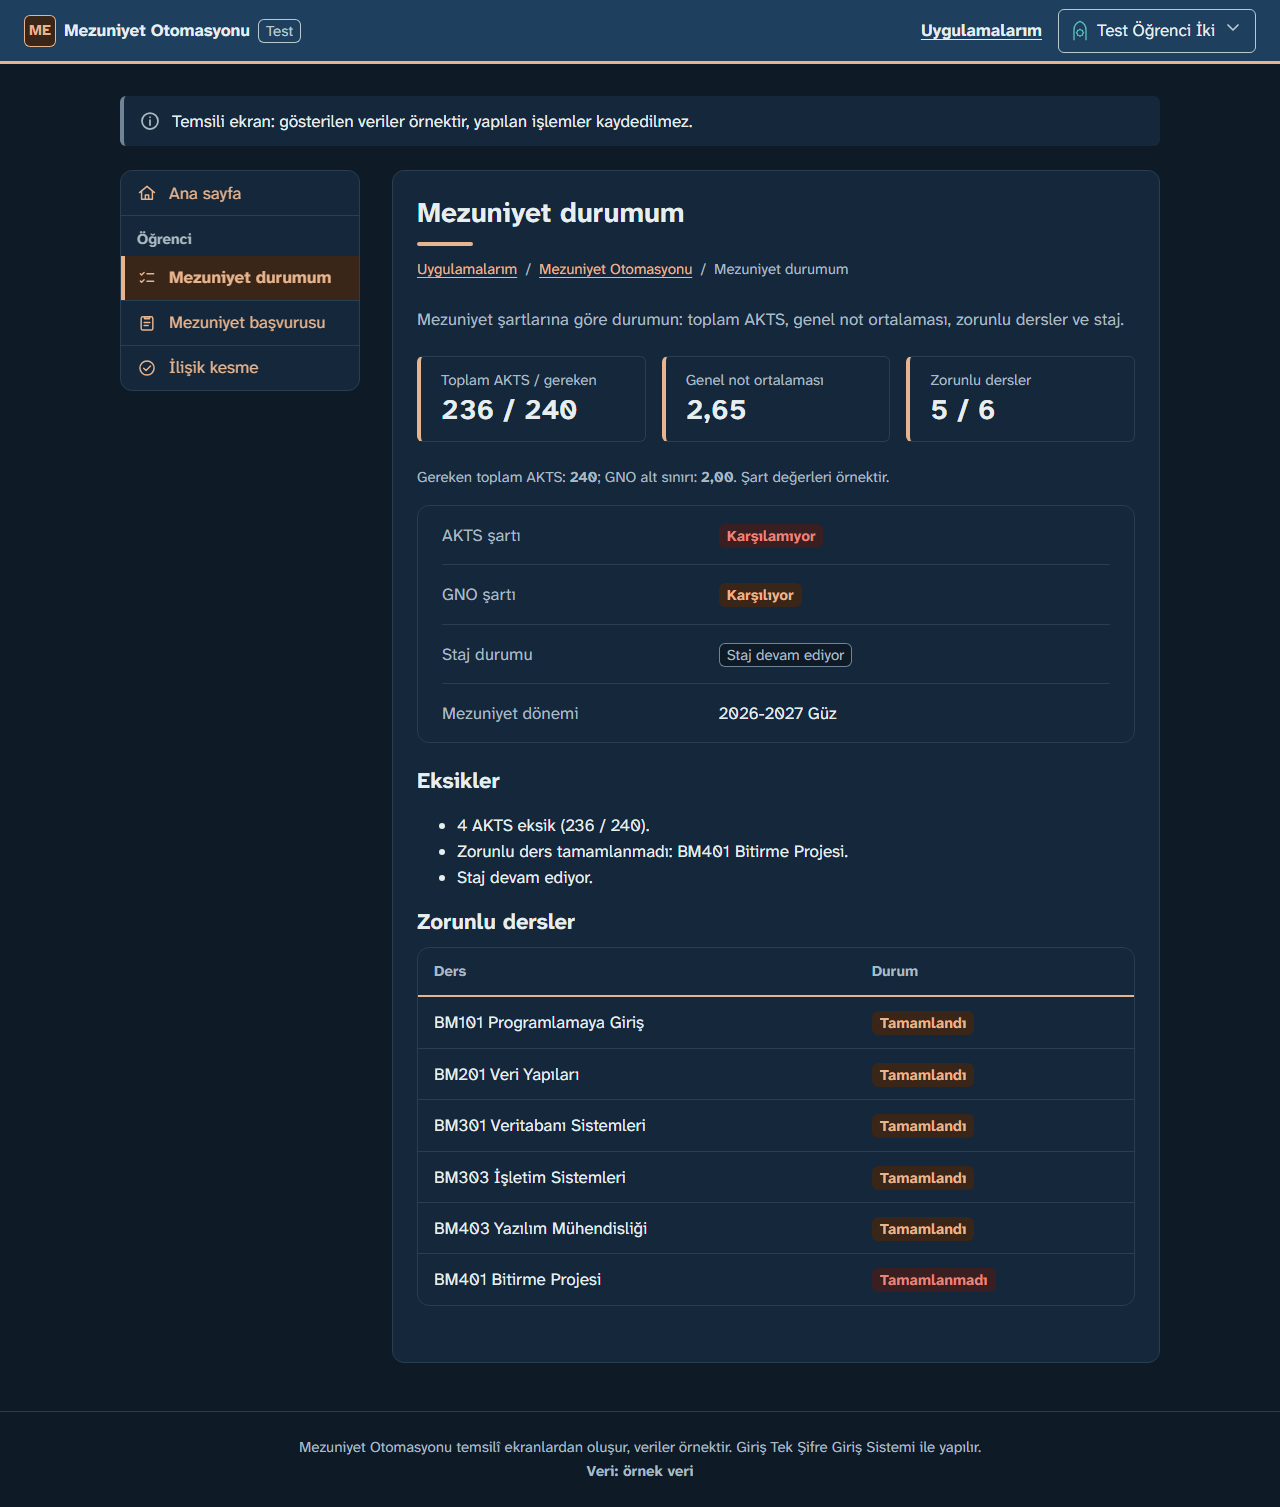 ME Mezuniyet Otomasyonu Test
Uygulamalarım
Test Öğrenci İki
Temsili ekran: gösterilen veriler örnektir, yapılan işlemler kaydedilmez.
Ana sayfa
Öğrenci
Mezuniyet durumum
Mezuniyet başvurusu
İlişik kesme
Mezuniyet durumum
Uygulamalarım / Mezuniyet Otomasyonu / Mezuniyet durumum
Mezuniyet şartlarına göre durumun: toplam AKTS, genel not ortalaması, zorunlu dersler ve staj.
Toplam AKTS / gereken
236 / 240
Genel not ortalaması
2,65
Zorunlu dersler
5 / 6
Gereken toplam AKTS: 240; GNO alt sınırı: 2,00. Şart değerleri örnektir.
AKTS şartı Karşılamıyor
GNO şartı Karşılıyor
Staj durumu Staj devam ediyor
Mezuniyet dönemi 2026-2027 Güz
Eksikler
• 4 AKTS eksik (236 / 240).
• Zorunlu ders tamamlanmadı: BM401 Bitirme Projesi.
• Staj devam ediyor.
Zorunlu dersler
Ders Durum
BM101 Programlamaya Giriş Tamamlandı
BM201 Veri Yapıları Tamamlandı
BM301 Veritabanı Sistemleri Tamamlandı
BM303 İşletim Sistemleri Tamamlandı
BM403 Yazılım Mühendisliği Tamamlandı
BM401 Bitirme Projesi Tamamlanmadı
Mezuniyet Otomasyonu temsilî ekranlardan oluşur, veriler örnektir. Giriş Tek Şifre Giriş Sistemi ile yapılır.
Veri: örnek veri